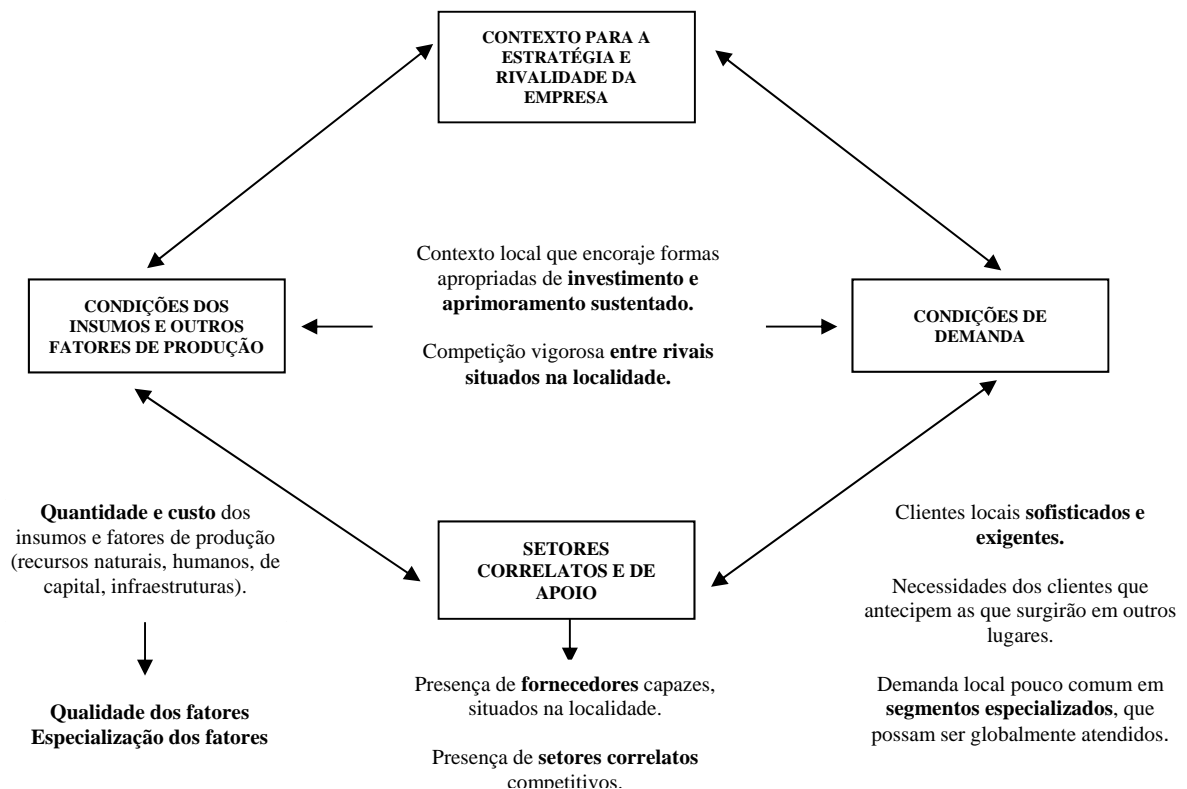 CONTEXTO PARA A
ESTRATÉGIA E
RIVALIDADE DA
EMPRESA
Contexto local que encoraje formas
apropriadas de investimento e
aprimoramento sustentado.
Competição vigorosa entre rivais
situados na localidade.
CONDIÇÕES DOS
INSUMOS E OUTROS
FATORES DE PRODUÇÃO
CONDIÇÕES DE
DEMANDA
Quantidade e custo dos
insumos e fatores de produção
(recursos naturais, humanos, de
capital, infraestruturas).
Qualidade dos fatores
Especialização dos fatores
SETORES
CORRELATOS E DE
APOIO
Presença de fornecedores capazes,
situados na localidade.
Presença de setores correlatos
competitivos.
Clientes locais sofisticados e
exigentes.
Necessidades dos clientes que
antecipem as que surgirão em outros
lugares.
Demanda local pouco comum em
segmentos especializados, que
possam ser globalmente atendidos.